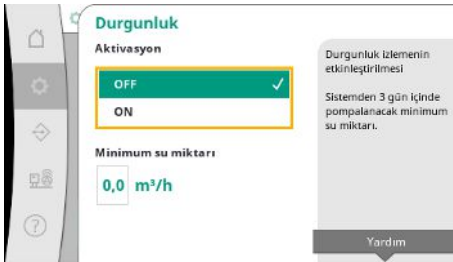 Durgunluk
Aktivasyon
OFF
ON
Minimum su miktarı
0,0 m³/h
Durgunluk izlemenin
etkinleştirilmesi
Sistemden 3 gün içinde
pompalanacak minimum
su miktarı.
Yardım